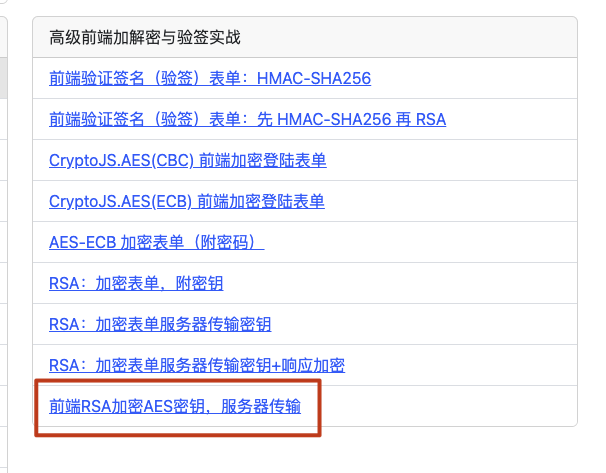 高级前端加解密与验签实战
前端验证签名（验签）表单：HMAC-SHA256
前端验证签名（验签）表单：先 HMAC-SHA256 再 RSA
CryptoJS.AES(CBC) 前端加密登陆表单
CryptoJS.AES(ECB) 前端加密登陆表单
AES-ECB 加密表单（附密码）
RSA：加密表单，附密钥
RSA：加密表单服务器传输密钥
RSA：加密表单服务器传输密钥+响应加密
前端RSA加密AES密钥，服务器传输